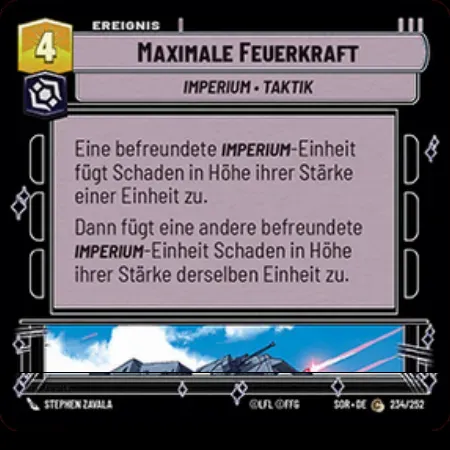 EREIGNIS
4
MAXIMALE FEUERKRAFT
IMPERIUM • TAKTIK
Eine befreundete IMPERIUM-Einheit
fügt Schaden in Höhe ihrer Stärke
einer Einheit zu.
Dann fügt eine andere befreundete
IMPERIUM-Einheit Schaden in Höhe
ihrer Stärke derselben Einheit zu.
STEPHEN ZAVALA
©LFL ©FFG
SOR • DE C 234/252